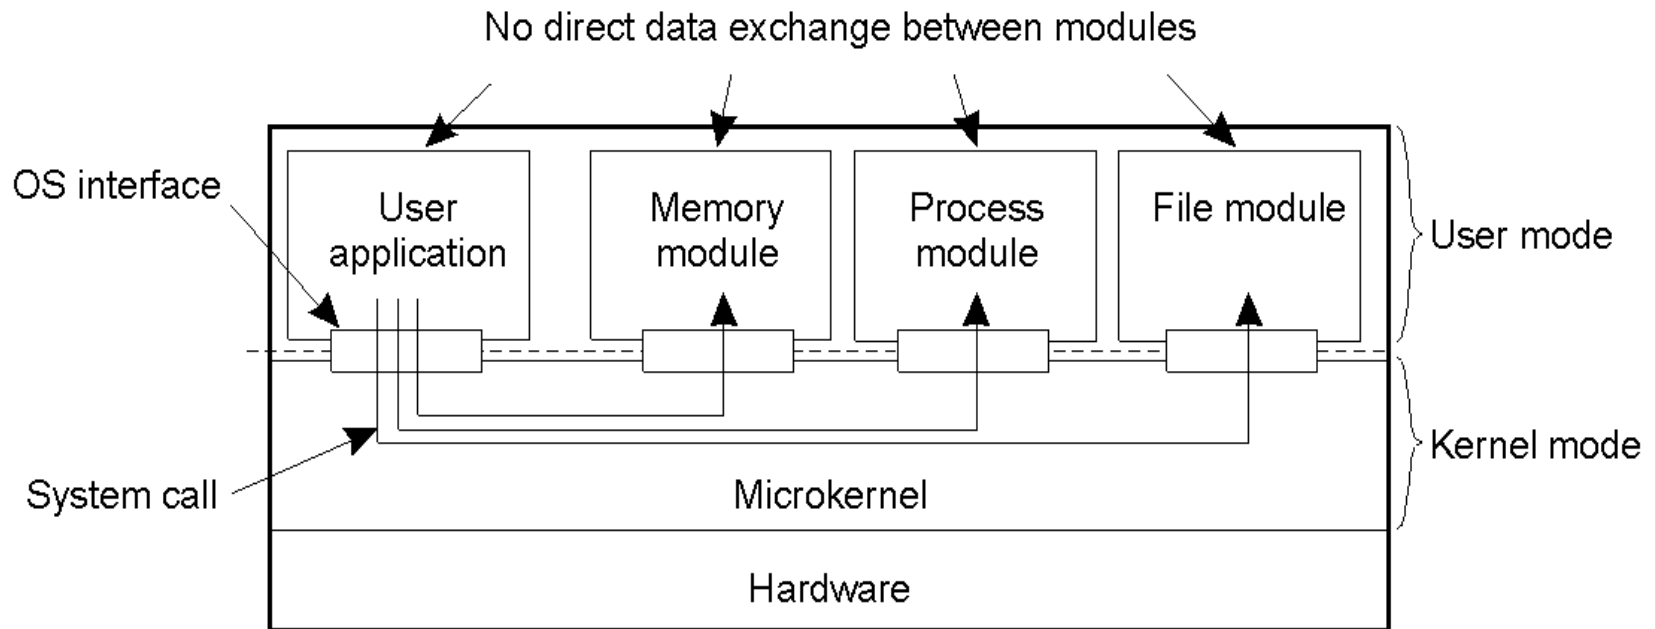 No direct data exchange between modules
OS interface
User
application
Memory
module
Process
module
File module
User mode
System call
Microkernel
Kernel mode
Hardware